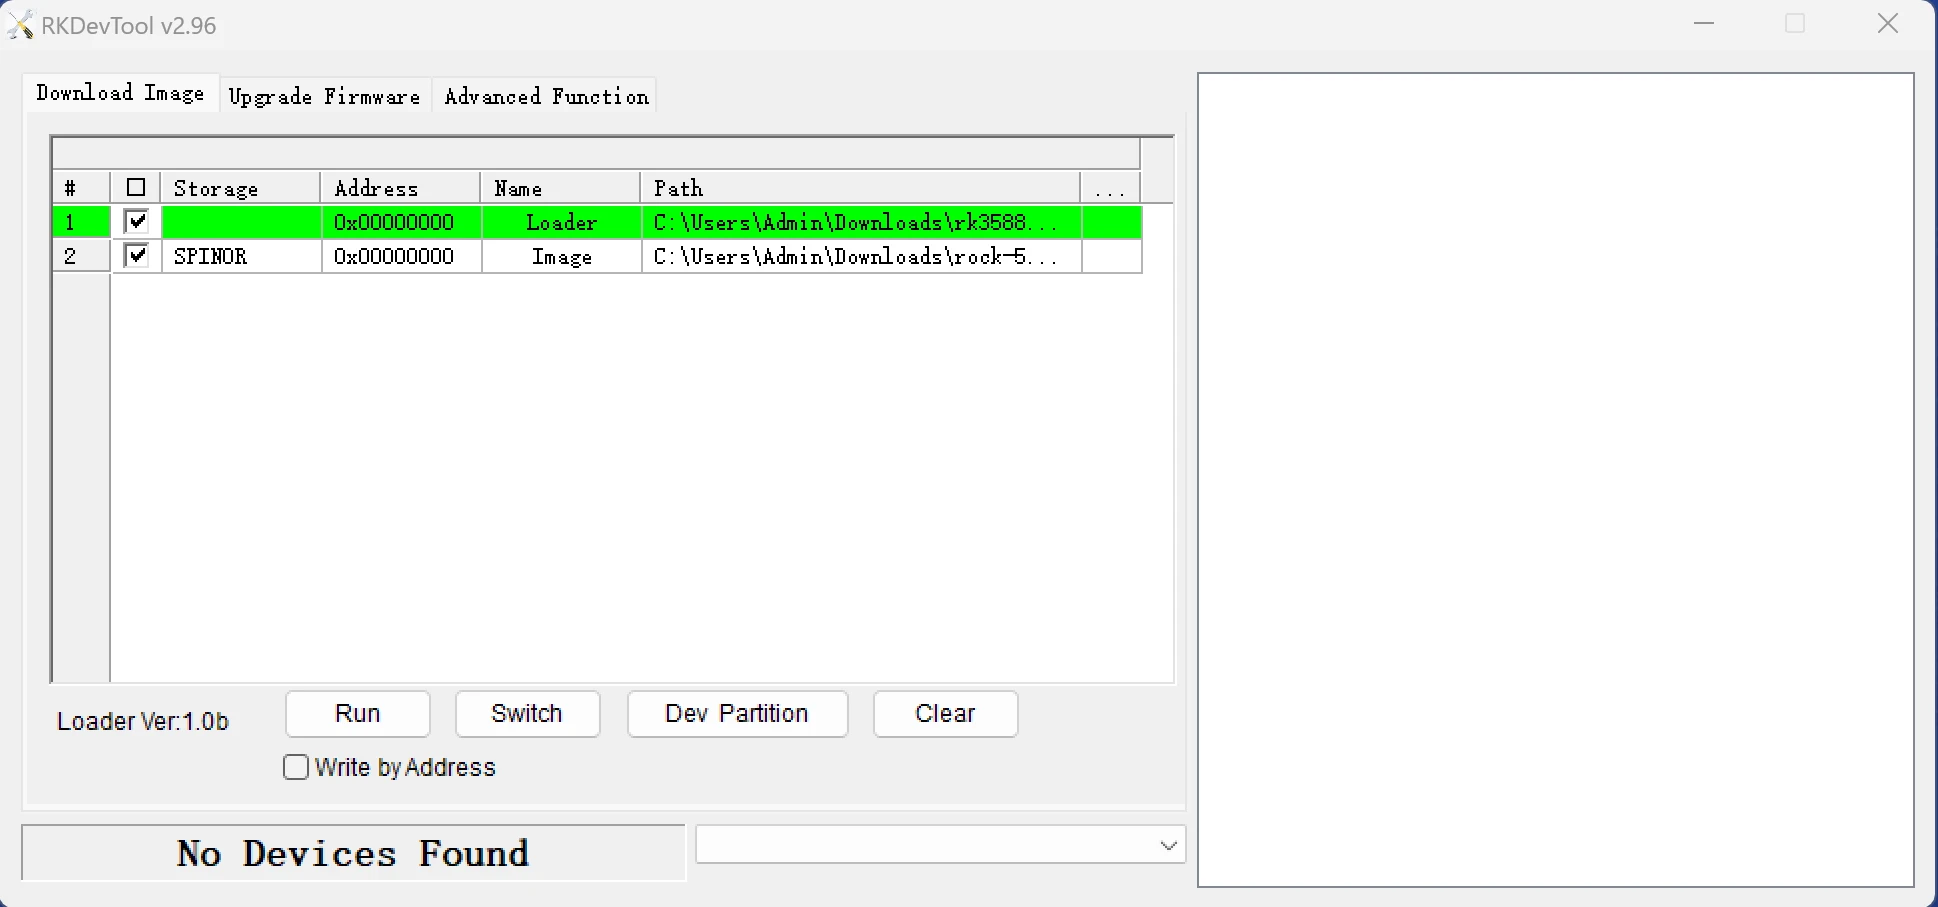 RKDevTool v2.96
Download Image Upgrade Firmware Advanced Function
# Storage Address Name Path ...
1 0x00000000 Loader C:\Users\Admin\Downloads\rk3588...
2 SPINOR 0x00000000 Image C:\Users\Admin\Downloads\rock-5...
Loader Ver:1.0b Run Switch Dev Partition Clear
Write by Address
No Devices Found